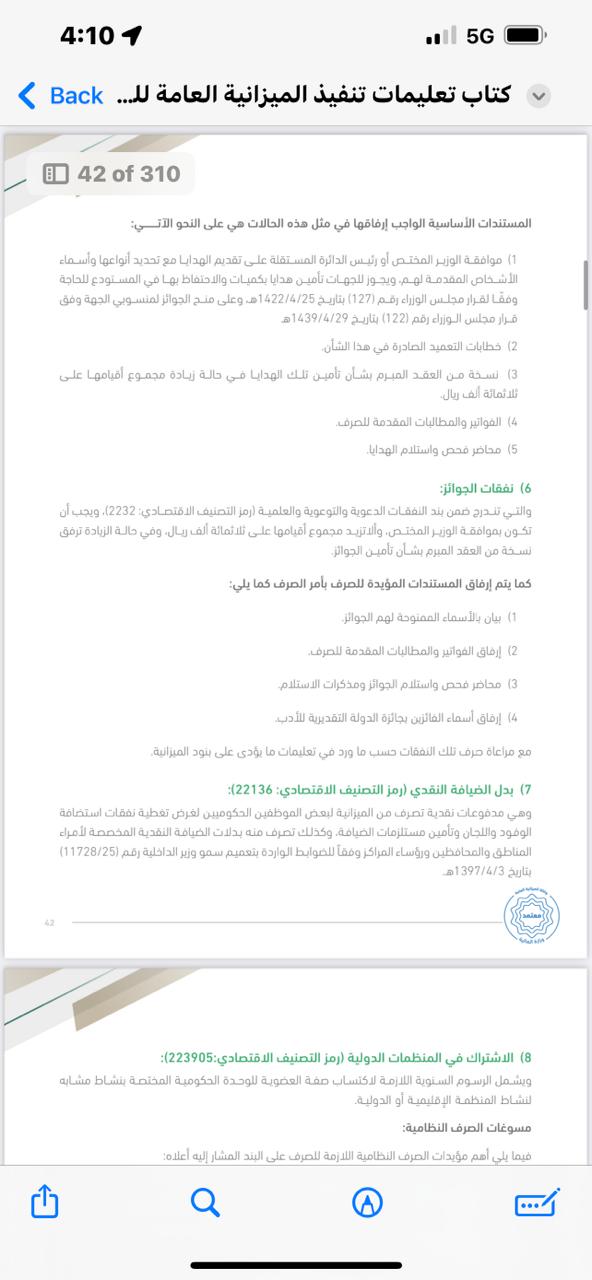 4:10
5G
Back
كتاب تعليمات تنفيذ الميزانية العامة للـ...
42 of 310
المستندات الأساسية الواجب إرفاقها في مثل هذه الحالات هي على النحو الآتي:
1) موافقة الوزير المختص أو رئيس الدائرة المستقلة على تقديم الهدايا مع تحديد أنواعها وأسماء
الأشخاص المقدمة لهم، ويجوز للجهات تأمين هدايا بكميات والاحتفاظ بها في المستودع للحاجة
وفقًا لقرار مجلس الوزراء رقم (127) بتاريخ 1422/4/25هـ، وعلى منح الجوائز لمنسوبي الجهة وفق
قرار مجلس الوزراء رقم (122) بتاريخ 1439/4/29هـ
2) خطابات التعميد الصادرة في هذا الشأن.
3) نسخة من العقد المبرم بشأن تأمين تلك الهدايا في حالة زيادة مجموع أقيامها على
ثلاثمائة ألف ريال.
4) الفواتير والمطالبات المقدمة للصرف.
5) محاضر فحص واستلام الهدايا.
6) نفقات الجوائز:
والتي تندرج ضمن بند النفقات الدعوية والتوعوية والعلمية (رمز التصنيف الاقتصادي: 2232)، ويجب أن
تكون بموافقة الوزير المختص، وألا تزيد مجموع أقيامها على ثلاثمائة ألف ريال، وفي حالة الزيادة ترفق
نسخة من العقد المبرم بشأن تأمين الجوائز.
كما يتم إرفاق المستندات المؤيدة للصرف بأمر الصرف كما يلي:
1) بيان بالأسماء الممنوحة لهم الجوائز.
2) إرفاق الفواتير والمطالبات المقدمة للصرف.
3) محاضر فحص واستلام الجوائز ومذكرات الاستلام.
4) إرفاق أسماء الفائزين بجائزة الدولة التقديرية للأدب.
مع مراعاة صرف تلك النفقات حسب ما ورد في تعليمات ما يؤدى على بنود الميزانية.
7) بدل الضيافة النقدي (رمز التصنيف الاقتصادي: 22136):
وهي مدفوعات نقدية تصرف من الميزانية لبعض الموظفين الحكوميين لغرض تغطية نفقات استضافة
الوفود واللجان وتأمين مستلزمات الضيافة، وكذلك تصرف منه بدلات الضيافة النقدية المخصصة لأمراء
المناطق والمحافظين ورؤساء المراكز وفقاً للضوابط الواردة بتعميم سمو وزير الداخلية رقم (11728/25)
بتاريخ 1397/4/3هـ.
معتمد
وزارة المالية
42
8) الاشتراك في المنظمات الدولية (رمز التصنيف الاقتصادي:223905):
ويشمل الرسوم السنوية اللازمة لاكتساب صفة العضوية للوحدة الحكومية المختصة بنشاط مشابه
لنشاط المنظمة الإقليمية أو الدولية.
مسوغات الصرف النظامية:
فيما يلي أهم مؤيدات الصرف النظامية اللازمة للصرف على البند المشار إليه أعلاه: